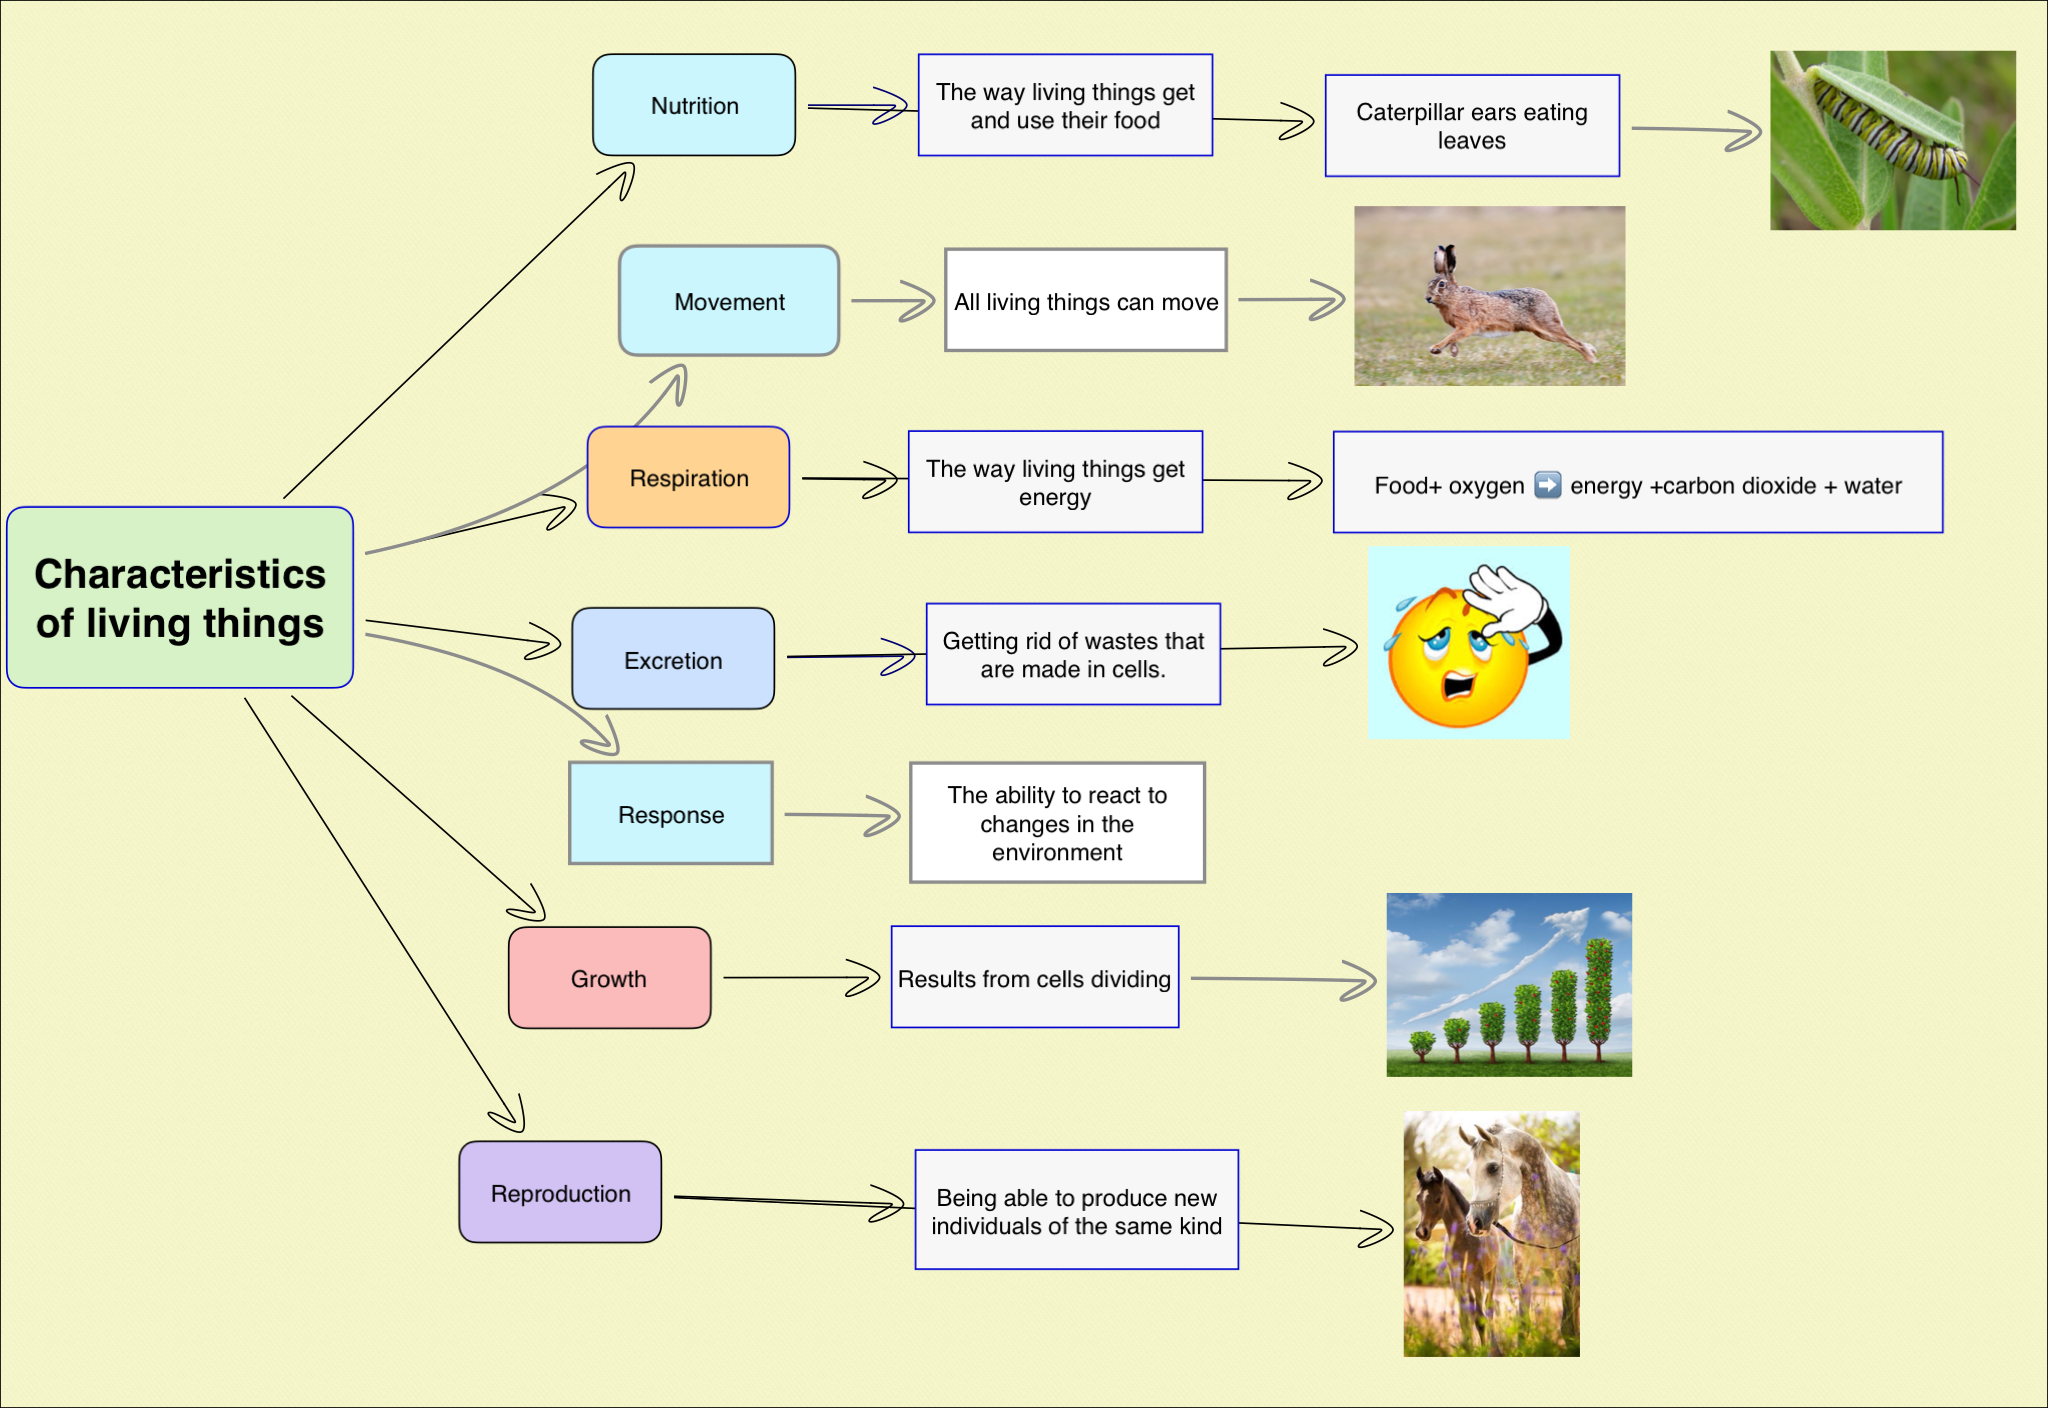 Nutrition
The way living things get
and use their food
Caterpillar ears eating
leaves
Movement
All living things can move
Respiration
The way living things get
energy
Food+ oxygen ➡️ energy +carbon dioxide + water
Characteristics
of living things
Excretion
Getting rid of wastes that
are made in cells.
Response
The ability to react to
changes in the
environment
Growth
Results from cells dividing
Reproduction
Being able to produce new
individuals of the same kind